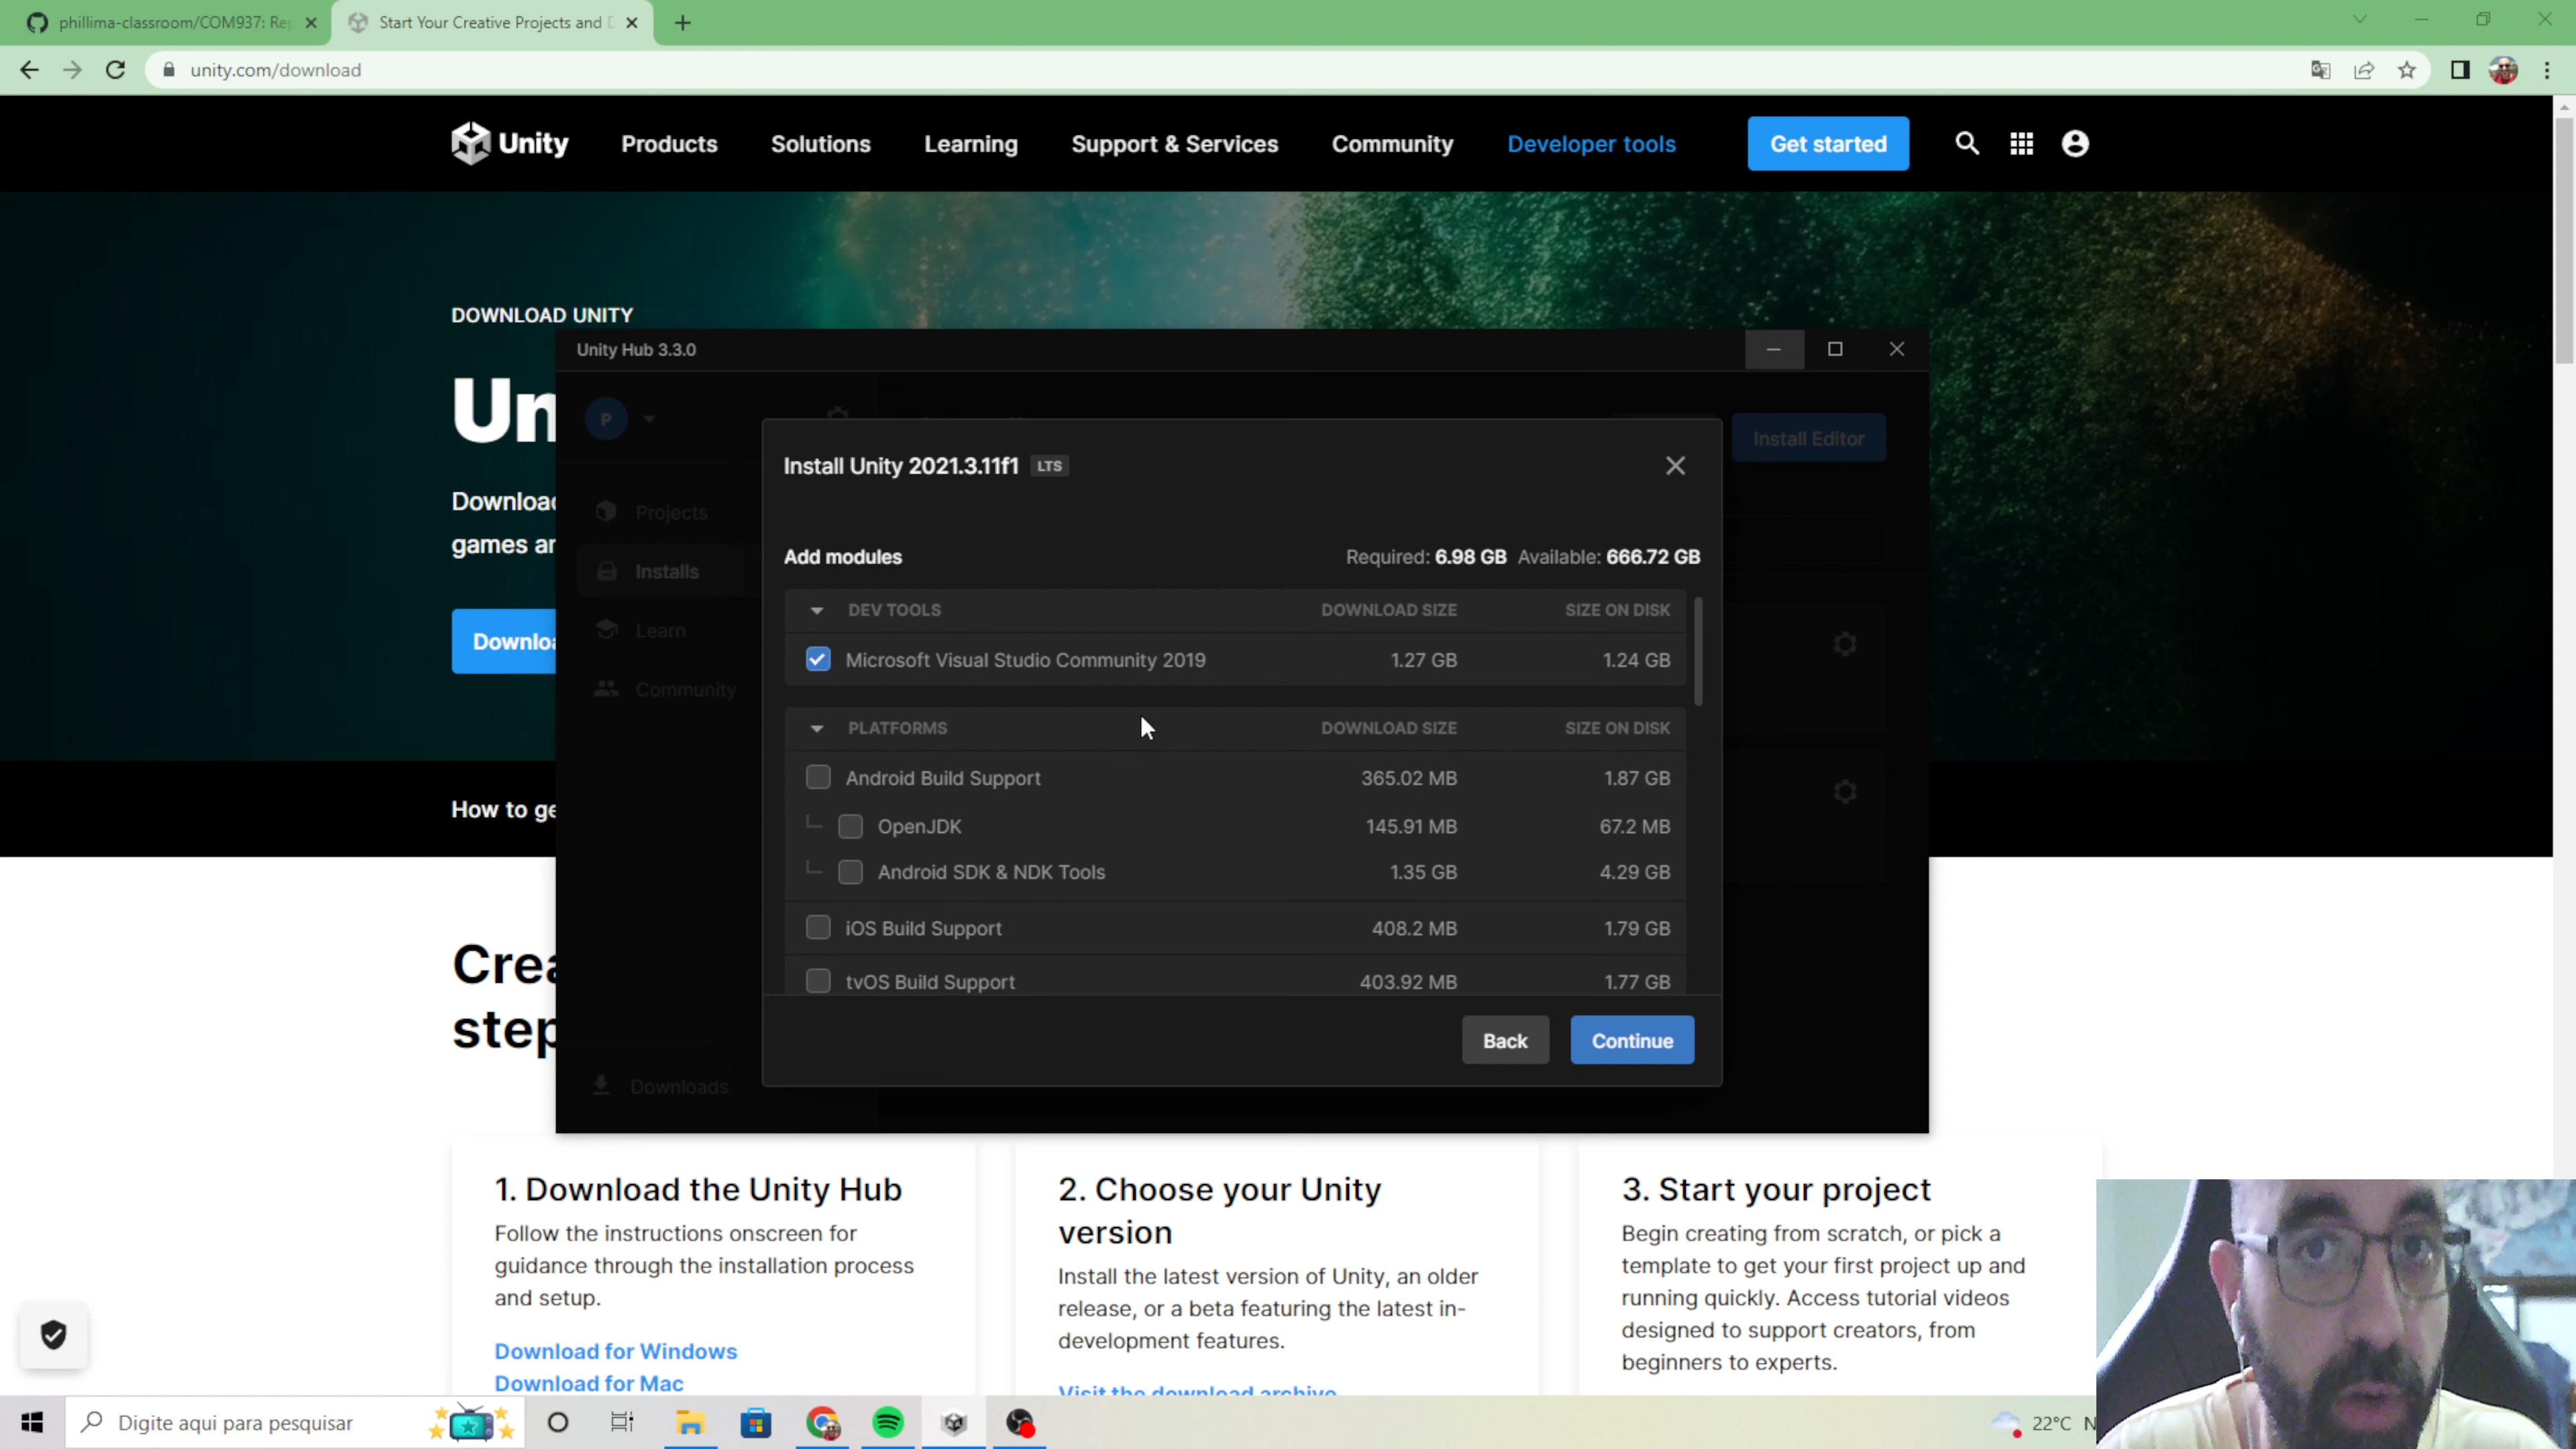 phillima-classroom/COM937: Re
Start Your Creative Projects and
unity.com/download
Unity
Products
Solutions
Learning
Support & Services
Community
Developer tools
Get started
DOWNLOAD UNITY
Un
Download
games ar
Downloa
How to ge
Crea
step
Unity Hub 3.3.0
P
Install Editor
Projects
Installs
Learn
Community
Downloads
Install Unity 2021.3.11f1 LTS
Add modules
Required: 6.98 GB Available: 666.72 GB
DEV TOOLS DOWNLOAD SIZE SIZE ON DISK
Microsoft Visual Studio Community 2019 1.27 GB 1.24 GB
PLATFORMS DOWNLOAD SIZE SIZE ON DISK
Android Build Support 365.02 MB 1.87 GB
OpenJDK 145.91 MB 67.2 MB
Android SDK & NDK Tools 1.35 GB 4.29 GB
iOS Build Support 408.2 MB 1.79 GB
tvOS Build Support 403.92 MB 1.77 GB
Back
Continue
1. Download the Unity Hub
Follow the instructions onscreen for
guidance through the installation process
and setup.
Download for Windows
Download for Mac
2. Choose your Unity
version
Install the latest version of Unity, an older
release, or a beta featuring the latest in-
development features.
Visit the download archive
3. Start your project
Begin creating from scratch, or pick a
template to get your first project up and
running quickly. Access tutorial videos
designed to support creators, from
beginners to experts.
Digite aqui para pesquisar
22°C N